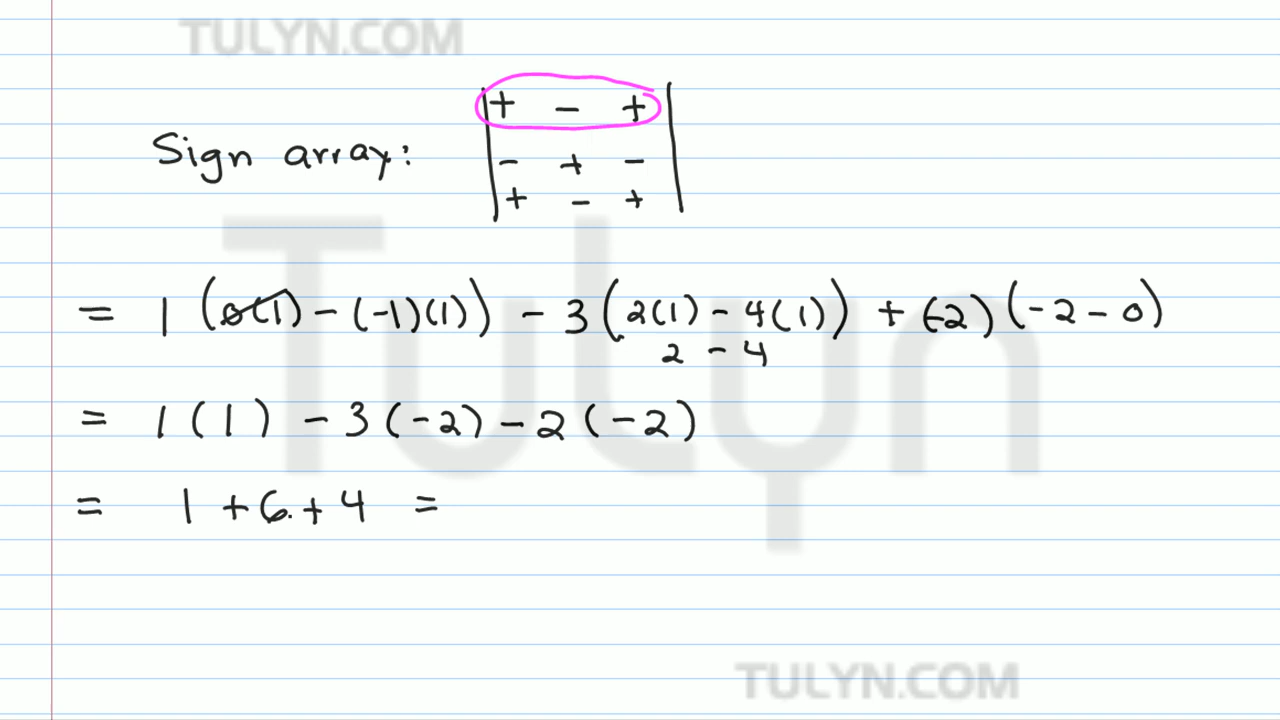 TULYN.COM
+ - +
Sign array: - + -
+ - +
= 1 (0(1) - (-1)(1)) - 3 (2(1) - 4(1)) + (-2) (-2 - 0)
2 - 4
= 1 (1) - 3 (-2) - 2 (-2)
= 1 + 6 + 4 =
Tulyn
TULYN.COM